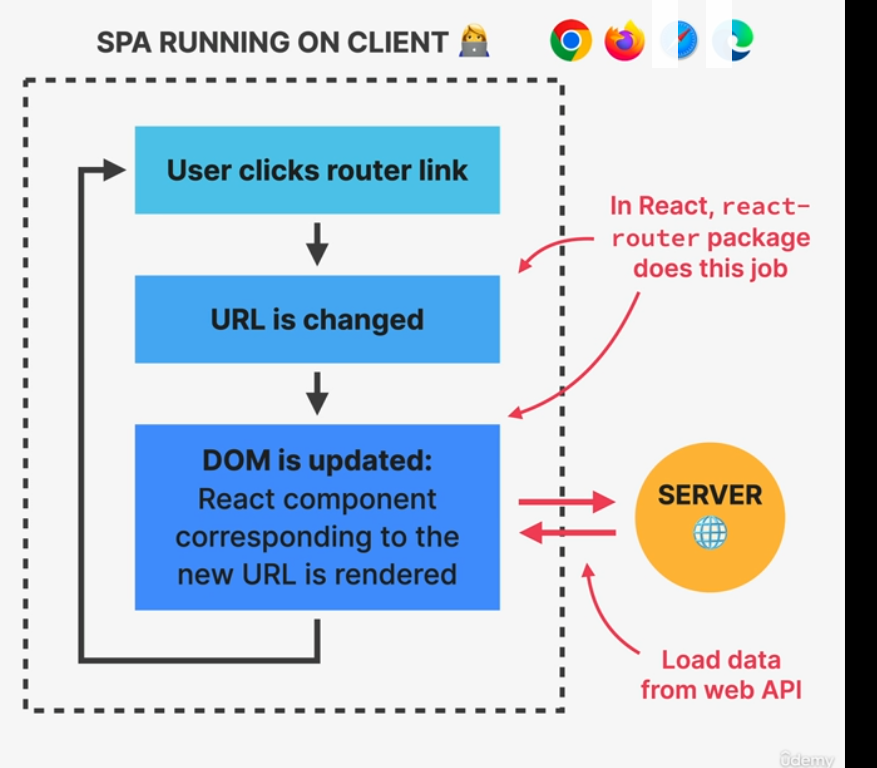 SPA RUNNING ON CLIENT
User clicks router link
In React, react-
router package
does this job
URL is changed
DOM is updated:
React component
corresponding to the
new URL is rendered
SERVER
Load data
from web API
ûdemy